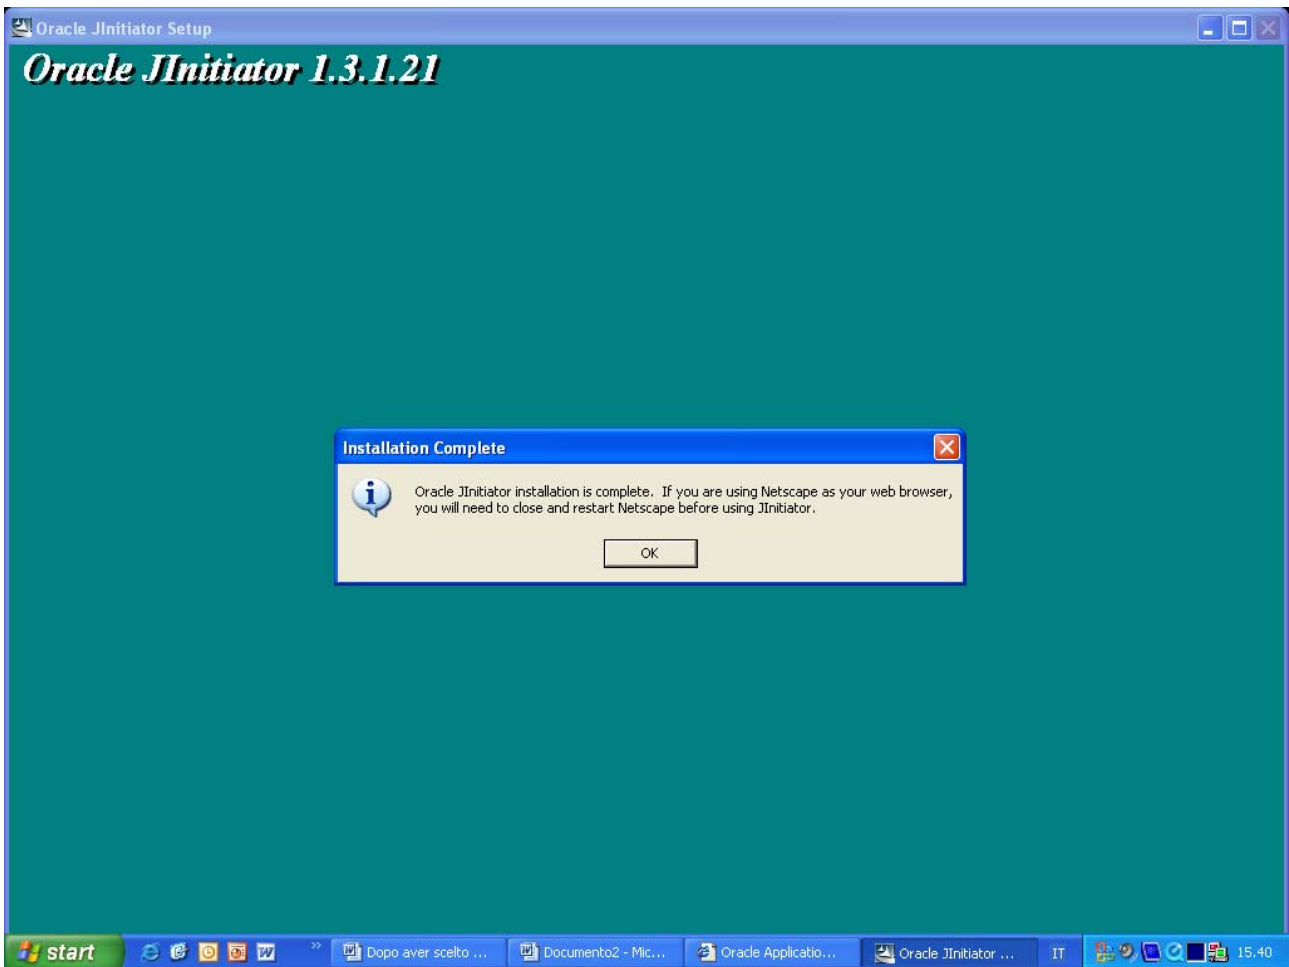 Oracle JInitiator Setup
Oracle JInitiator 1.3.1.21
Installation Complete
Oracle JInitiator installation is complete. If you are using Netscape as your web browser,
you will need to close and restart Netscape before using JInitiator.
OK
start
Dopo aver scelto ...
Documento2 - Mic...
Oracle Applicatio...
Oracle JInitiator ...
IT
15.40